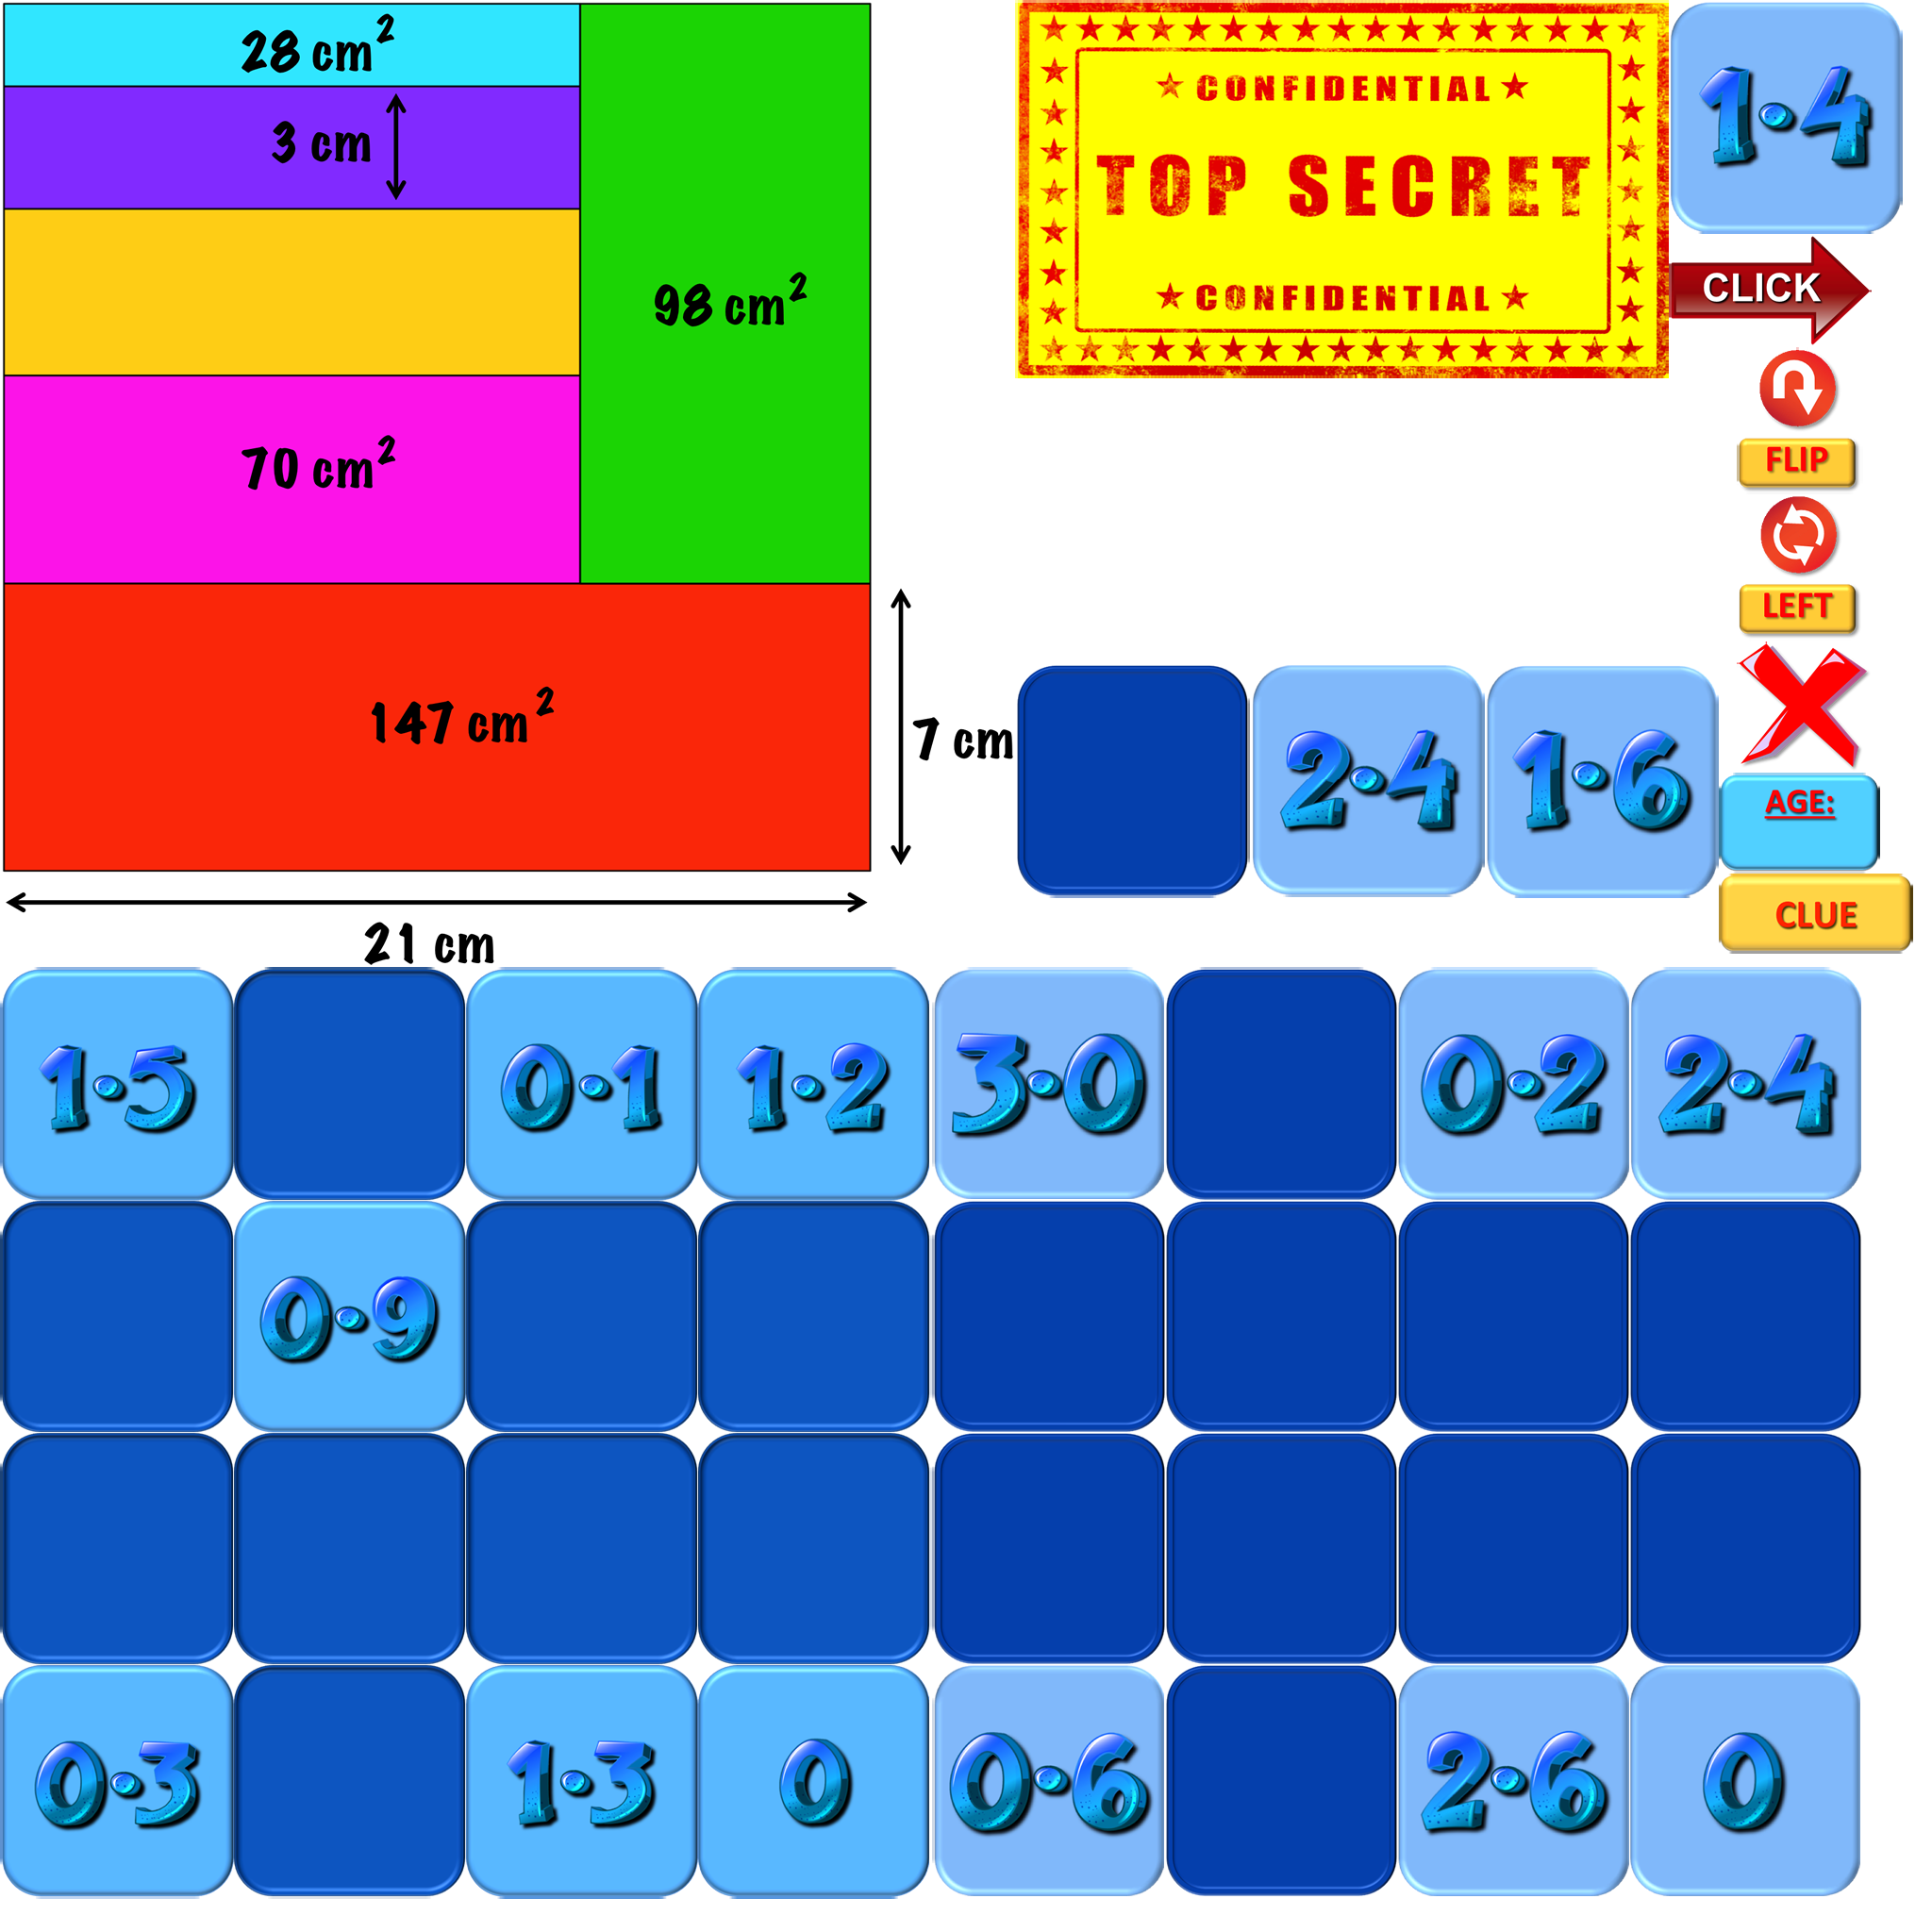 28 cm²
3 cm
98 cm²
70 cm²
147 cm²
7 cm
21 cm
CONFIDENTIAL
TOP SECRET
CONFIDENTIAL
1·4
CLICK
FLIP
LEFT
2·4 1·6
AGE:
CLUE
1·5 0·1 1·2 3·0 0·2 2·4
0·9
0·3 1·3 0 0·6 2·6 0